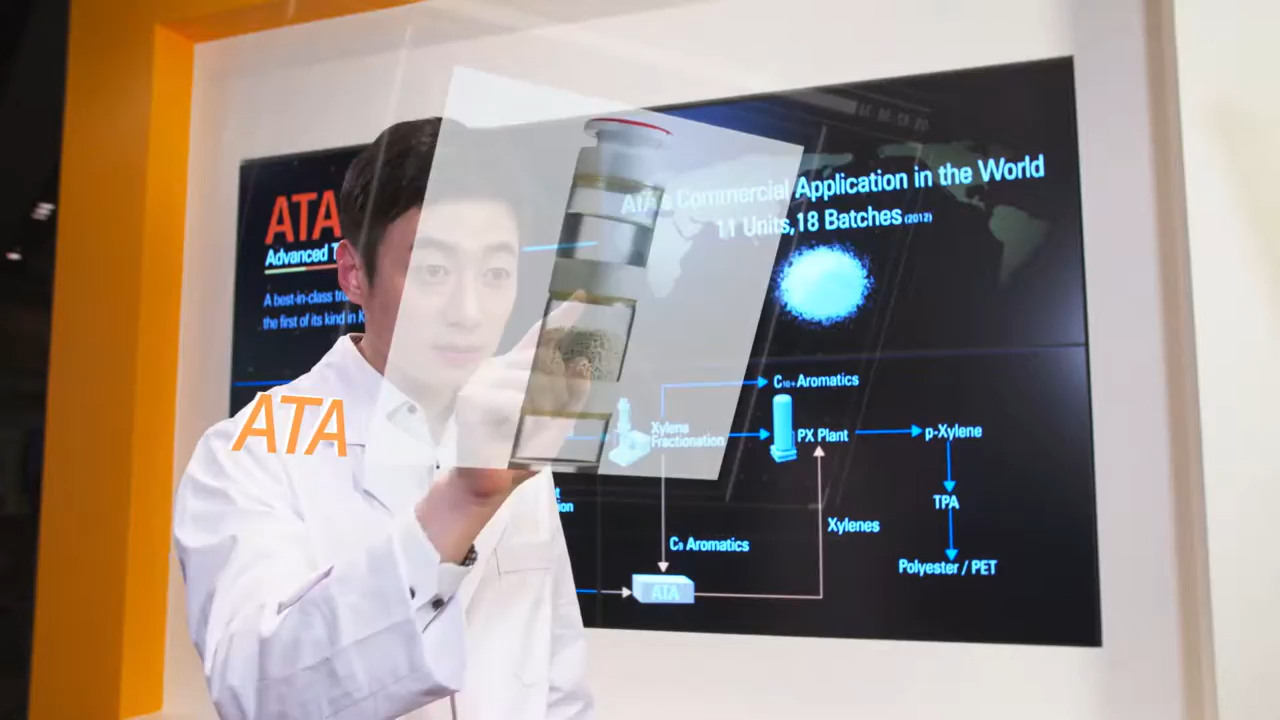 ATA
Advanced
A best-in-class
the first of its kind in
ATA
Commercial Application in the World
11 Units,18 Batches (2012)
C₁₀+ Aromatics
Xylene
Fractionation
PX Plant
p-Xylene
TPA
Xylenes
C₉ Aromatics
Polyester / PET
ATA